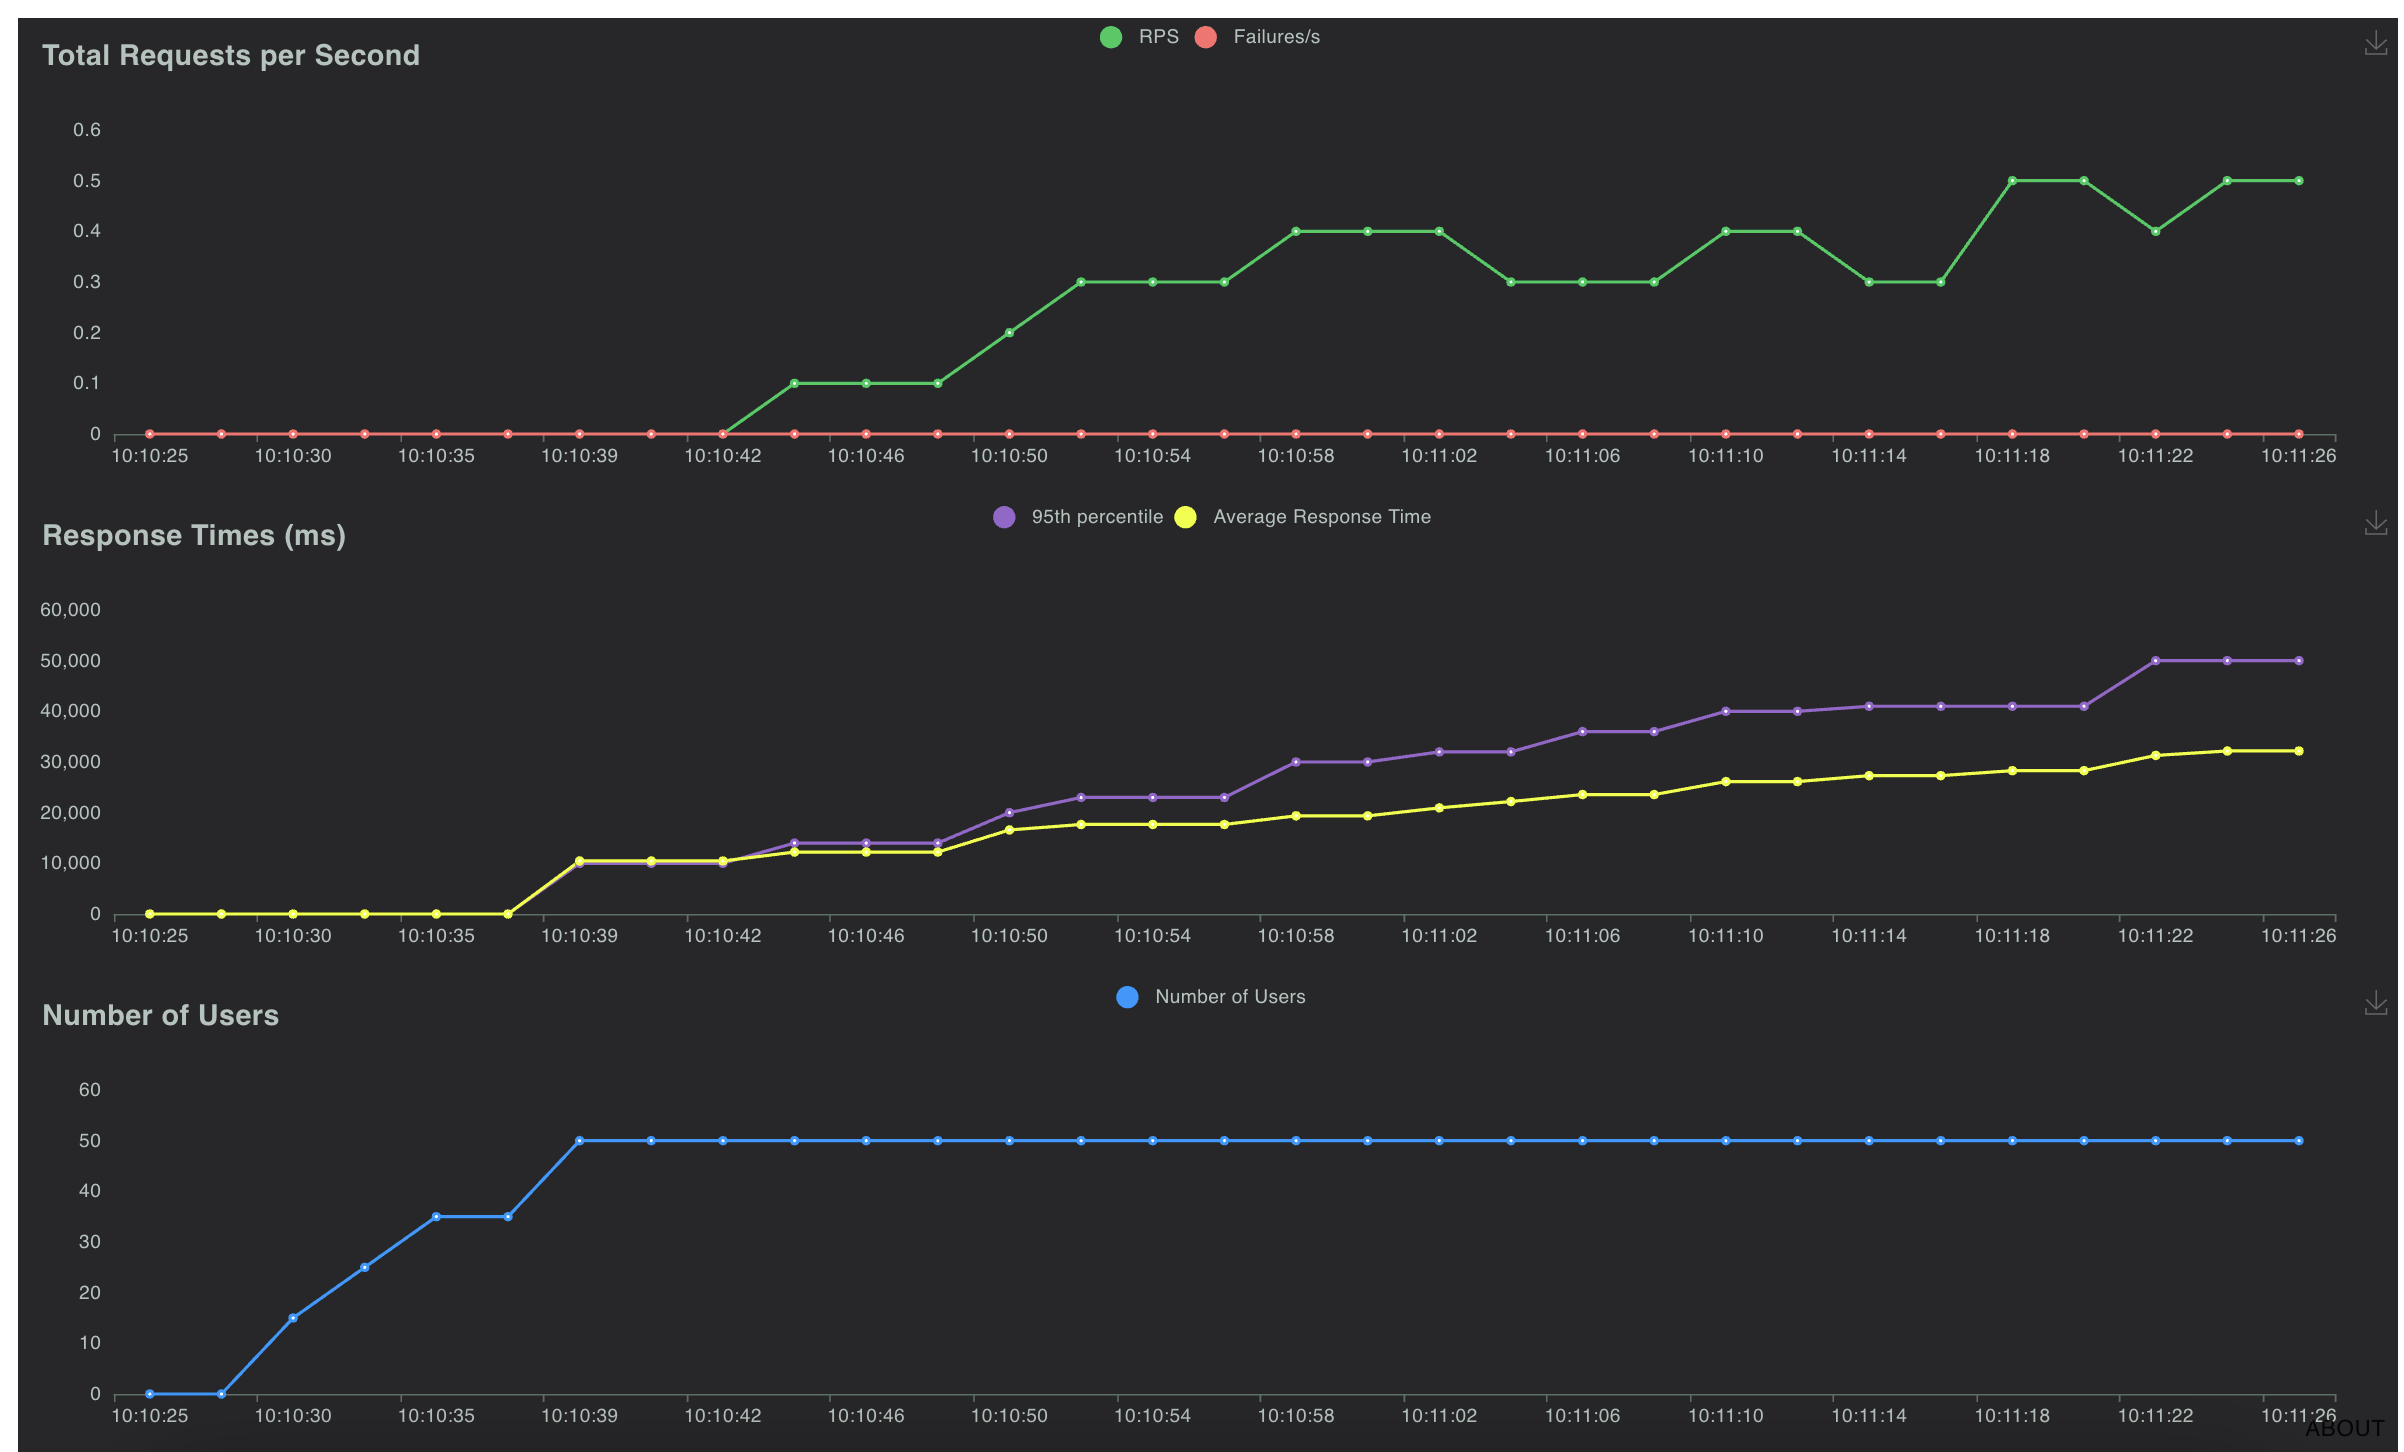 RPS Failures/s
Total Requests per Second
0.6
0.5
0.4
0.3
0.2
0.1
0
10:10:25 10:10:30 10:10:35 10:10:39 10:10:42 10:10:46 10:10:50 10:10:54 10:10:58 10:11:02 10:11:06 10:11:10 10:11:14 10:11:18 10:11:22 10:11:26
95th percentile Average Response Time
Response Times (ms)
60,000
50,000
40,000
30,000
20,000
10,000
0
10:10:25 10:10:30 10:10:35 10:10:39 10:10:42 10:10:46 10:10:50 10:10:54 10:10:58 10:11:02 10:11:06 10:11:10 10:11:14 10:11:18 10:11:22 10:11:26
Number of Users
Number of Users
60
50
40
30
20
10
0
10:10:25 10:10:30 10:10:35 10:10:39 10:10:42 10:10:46 10:10:50 10:10:54 10:10:58 10:11:02 10:11:06 10:11:10 10:11:14 10:11:18 10:11:22 10:11:26
ABOUT